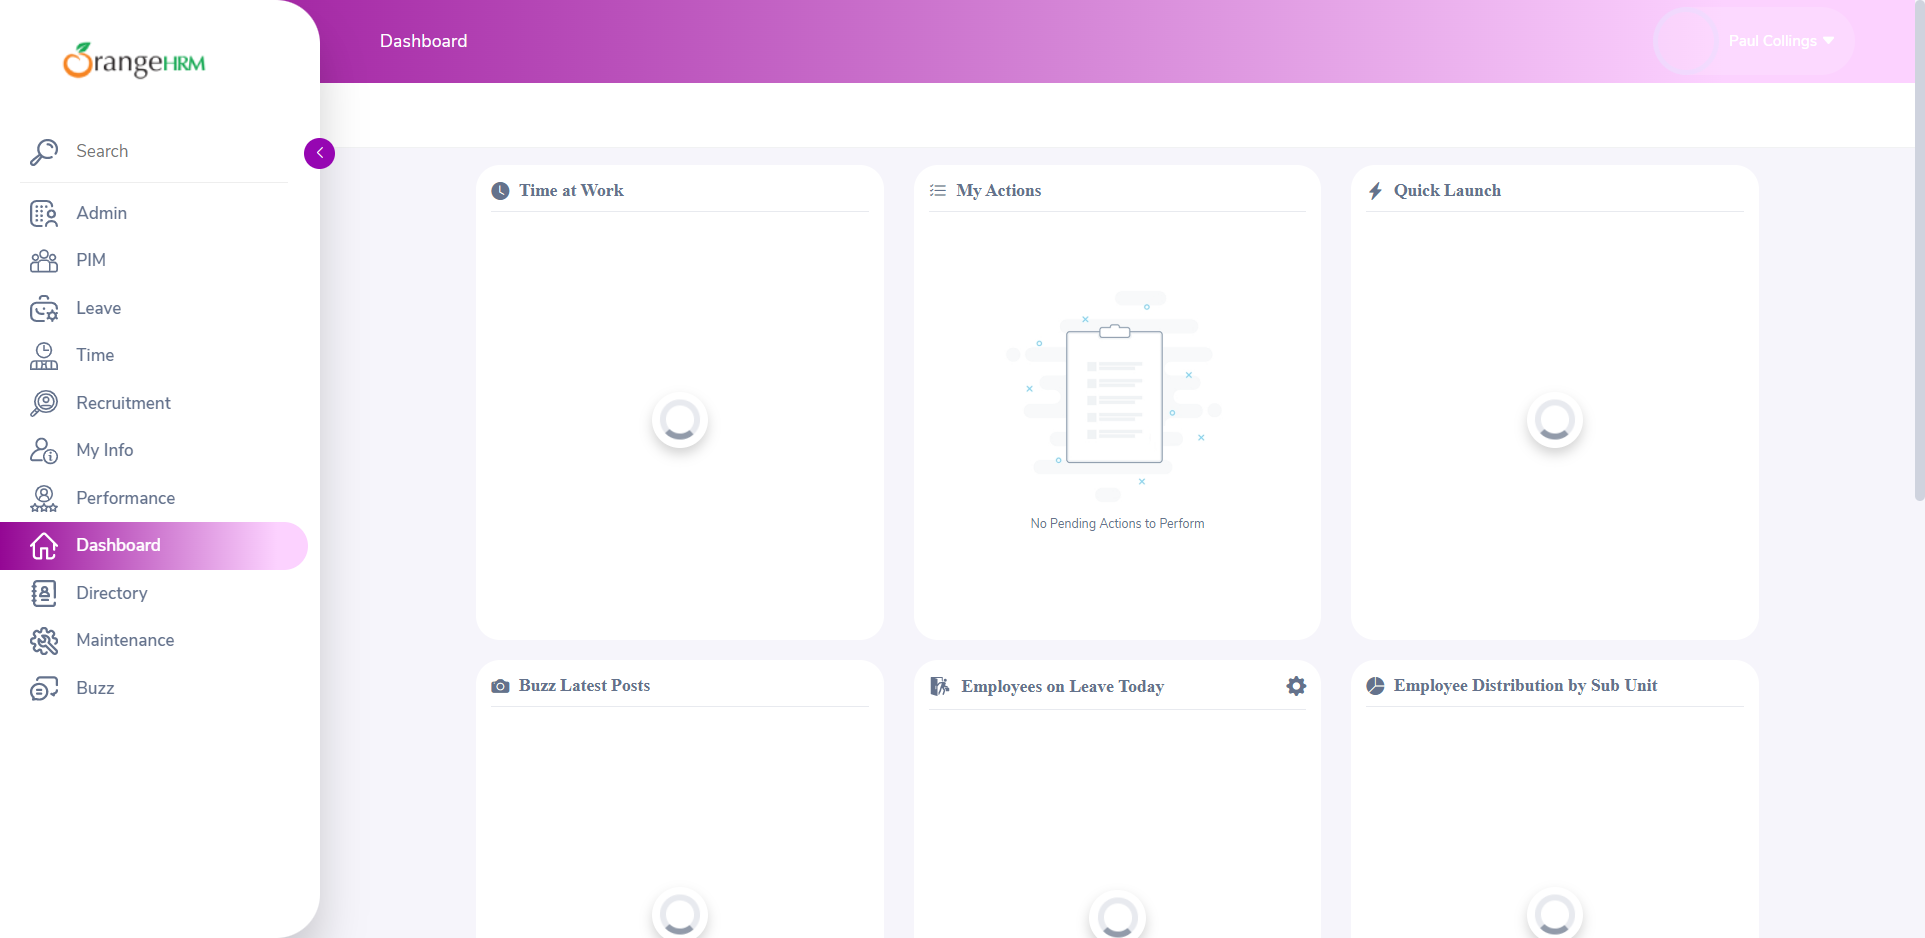 OrangeHRM
Dashboard
Paul Collings
Search
Admin
PIM
Leave
Time
Recruitment
My Info
Performance
Dashboard
Directory
Maintenance
Buzz
Time at Work
My Actions
No Pending Actions to Perform
Quick Launch
Buzz Latest Posts
Employees on Leave Today
Employee Distribution by Sub Unit